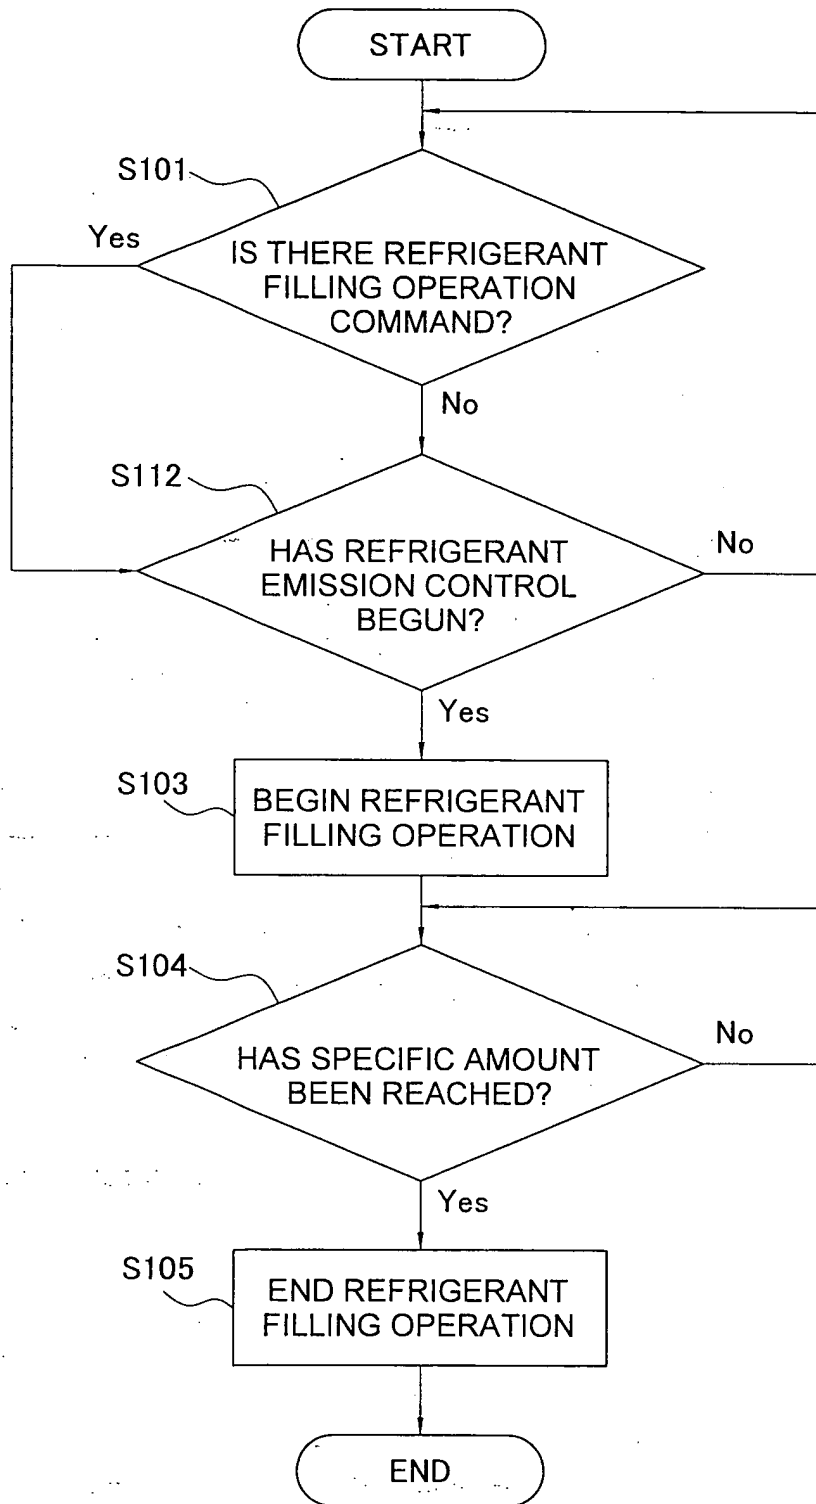 START
S101
Yes
IS THERE REFRIGERANT
FILLING OPERATION
COMMAND?
No
S112
HAS REFRIGERANT
EMISSION CONTROL
BEGUN?
No
Yes
S103
BEGIN REFRIGERANT
FILLING OPERATION
S104
HAS SPECIFIC AMOUNT
BEEN REACHED?
No
Yes
S105
END REFRIGERANT
FILLING OPERATION
END